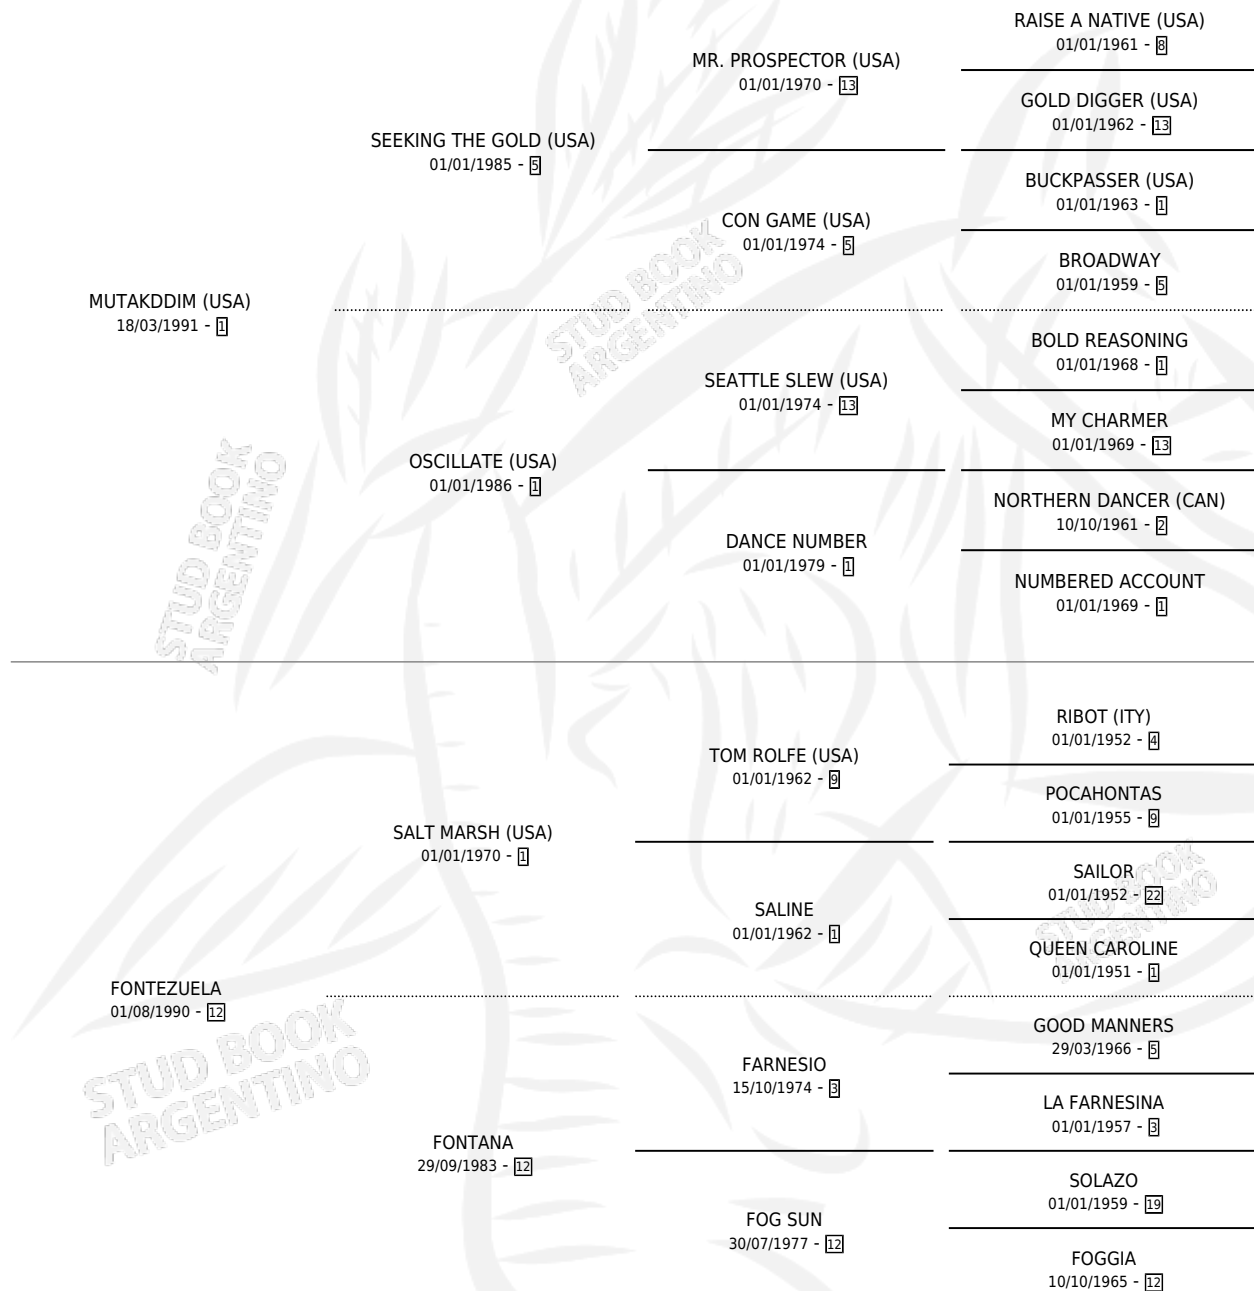 RAISE A NATIVE (USA)
01/01/1961 - 8
MR. PROSPECTOR (USA)
01/01/1970 - 13
GOLD DIGGER (USA)
01/01/1962 - 13
SEEKING THE GOLD (USA)
01/01/1985 - 5
BUCKPASSER (USA)
01/01/1963 - 1
CON GAME (USA)
01/01/1974 - 5
BROADWAY
01/01/1959 - 5
MUTAKDDIM (USA)
18/03/1991 - 1
BOLD REASONING
01/01/1968 - 1
SEATTLE SLEW (USA)
01/01/1974 - 13
MY CHARMER
01/01/1969 - 13
OSCILLATE (USA)
01/01/1986 - 1
NORTHERN DANCER (CAN)
10/10/1961 - 2
DANCE NUMBER
01/01/1979 - 1
NUMBERED ACCOUNT
01/01/1969 - 1
RIBOT (ITY)
01/01/1952 - 4
TOM ROLFE (USA)
01/01/1962 - 9
POCAHONTAS
01/01/1955 - 9
SALT MARSH (USA)
01/01/1970 - 1
SAILOR
01/01/1952 - 22
SALINE
01/01/1962 - 1
QUEEN CAROLINE
01/01/1951 - 1
FONTEZUELA
01/08/1990 - 12
GOOD MANNERS
29/03/1966 - 5
FARNESIO
15/10/1974 - 3
LA FARNESINA
01/01/1957 - 3
FONTANA
29/09/1983 - 12
SOLAZO
01/01/1959 - 19
FOG SUN
30/07/1977 - 12
FOGGIA
10/10/1965 - 12
STUD BOOK
ARGENTINO
STUD BOOK
ARGENTINO
STUD BOOK
ARGENTINO
STUD BOOK
ARGENTINO